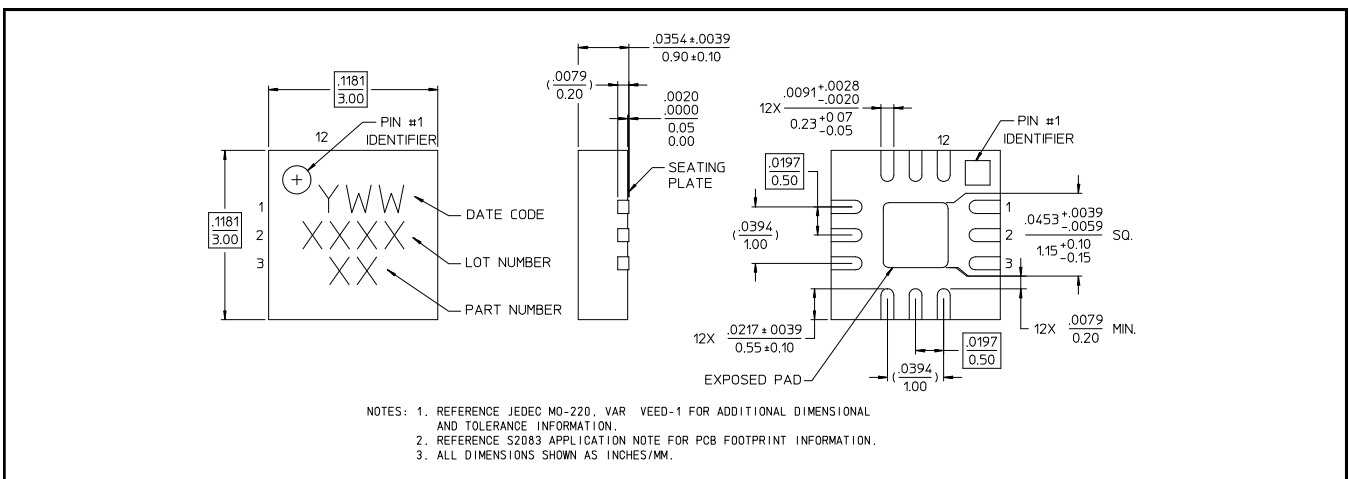 .1181
3.00
.1181
3.00
PIN #1
IDENTIFIER
12
1
2
3
YWW
XXXX
XX
DATE CODE
LOT NUMBER
PART NUMBER
.0354±.0039
0.90±0.10
(.0079
0.20)
.0020
.0000
0.05
0.00
SEATING
PLATE
12X .0091 +.0028 -.0020
0.23 +0 07 -0.05
12
PIN #1
IDENTIFIER
.0197
0.50
(.0394
1.00)
1
2
3
.0453 +.0039 -.0059 SQ.
1.15 +0.10 -0.15
12X .0217 ± 0039
0.55 ±0.10
EXPOSED PAD
(.0394
1.00)
.0197
0.50
12X .0079 MIN.
0.20
NOTES: 1. REFERENCE JEDEC MO-220, VAR VEED-1 FOR ADDITIONAL DIMENSIONAL
AND TOLERANCE INFORMATION.
2. REFERENCE S2083 APPLICATION NOTE FOR PCB FOOTPRINT INFORMATION.
3. ALL DIMENSIONS SHOWN AS INCHES/MM.